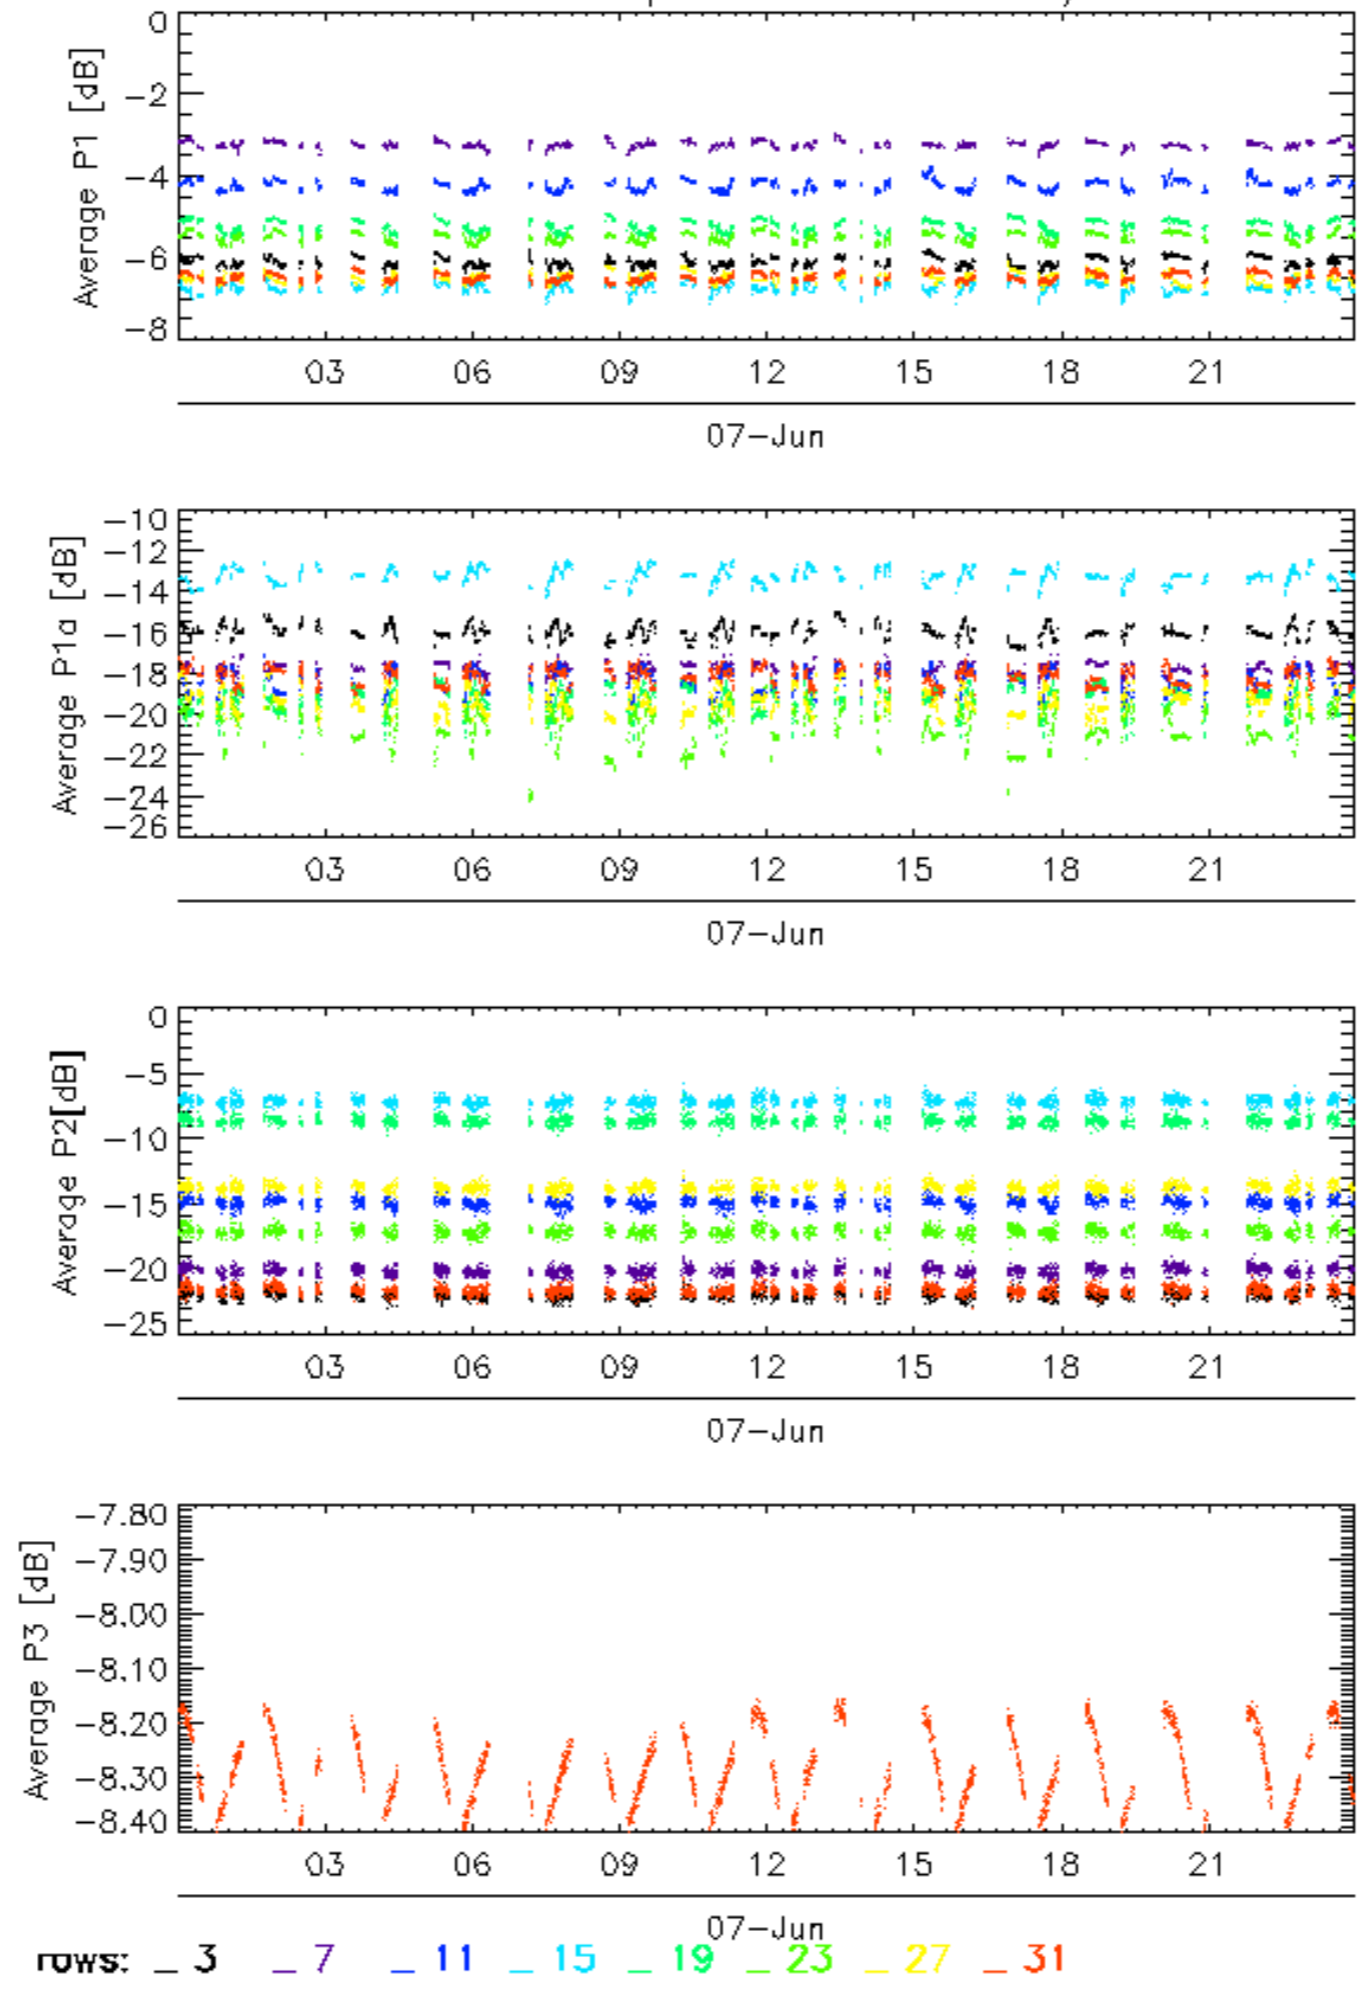 0
-2
-4
-6
-8
Average P1 [dB]
03 06 09 12 15 18 21
07-Jun
-10
-12
-14
-16
-18
-20
-22
-24
-26
Average P1a [dB]
03 06 09 12 15 18 21
07-Jun
0
-5
-10
-15
-20
-25
Average P2[dB]
03 06 09 12 15 18 21
07-Jun
-7.80
-7.90
-8.00
-8.10
-8.20
-8.30
-8.40
Average P3 [dB]
03 06 09 12 15 18 21
07-Jun
rows: _ 3 _ 7 _ 11 _ 15 _ 19 _ 23 _ 27 _ 31